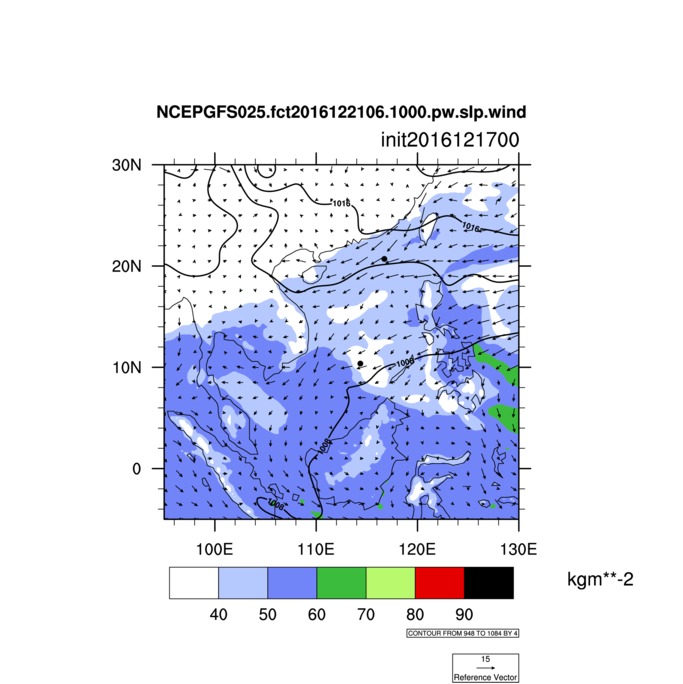 NCEPGFS025.fct2016122106.1000.pw.slp.wind
init2016121700
30N
1016
1016
20N
10N
1008
1008
0
1008
100E 110E 120E 130E
kgm**-2
40 50 60 70 80 90
CONTOUR FROM 948 TO 1084 BY 4
15
Reference Vector